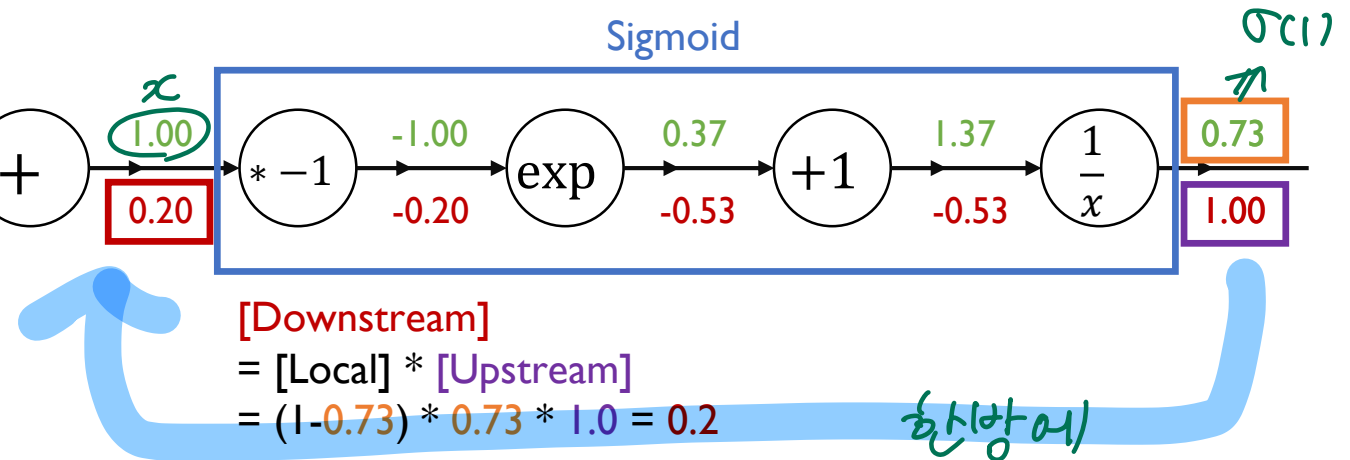 Sigmoid
σ(1)
x
+
1.00
* −1
-1.00
exp
0.37
+1
1.37
1/x
0.73
0.20
-0.20
-0.53
-0.53
1.00
[Downstream]
= [Local] * [Upstream]
= (1-0.73) * 0.73 * 1.0 = 0.2
한방에)